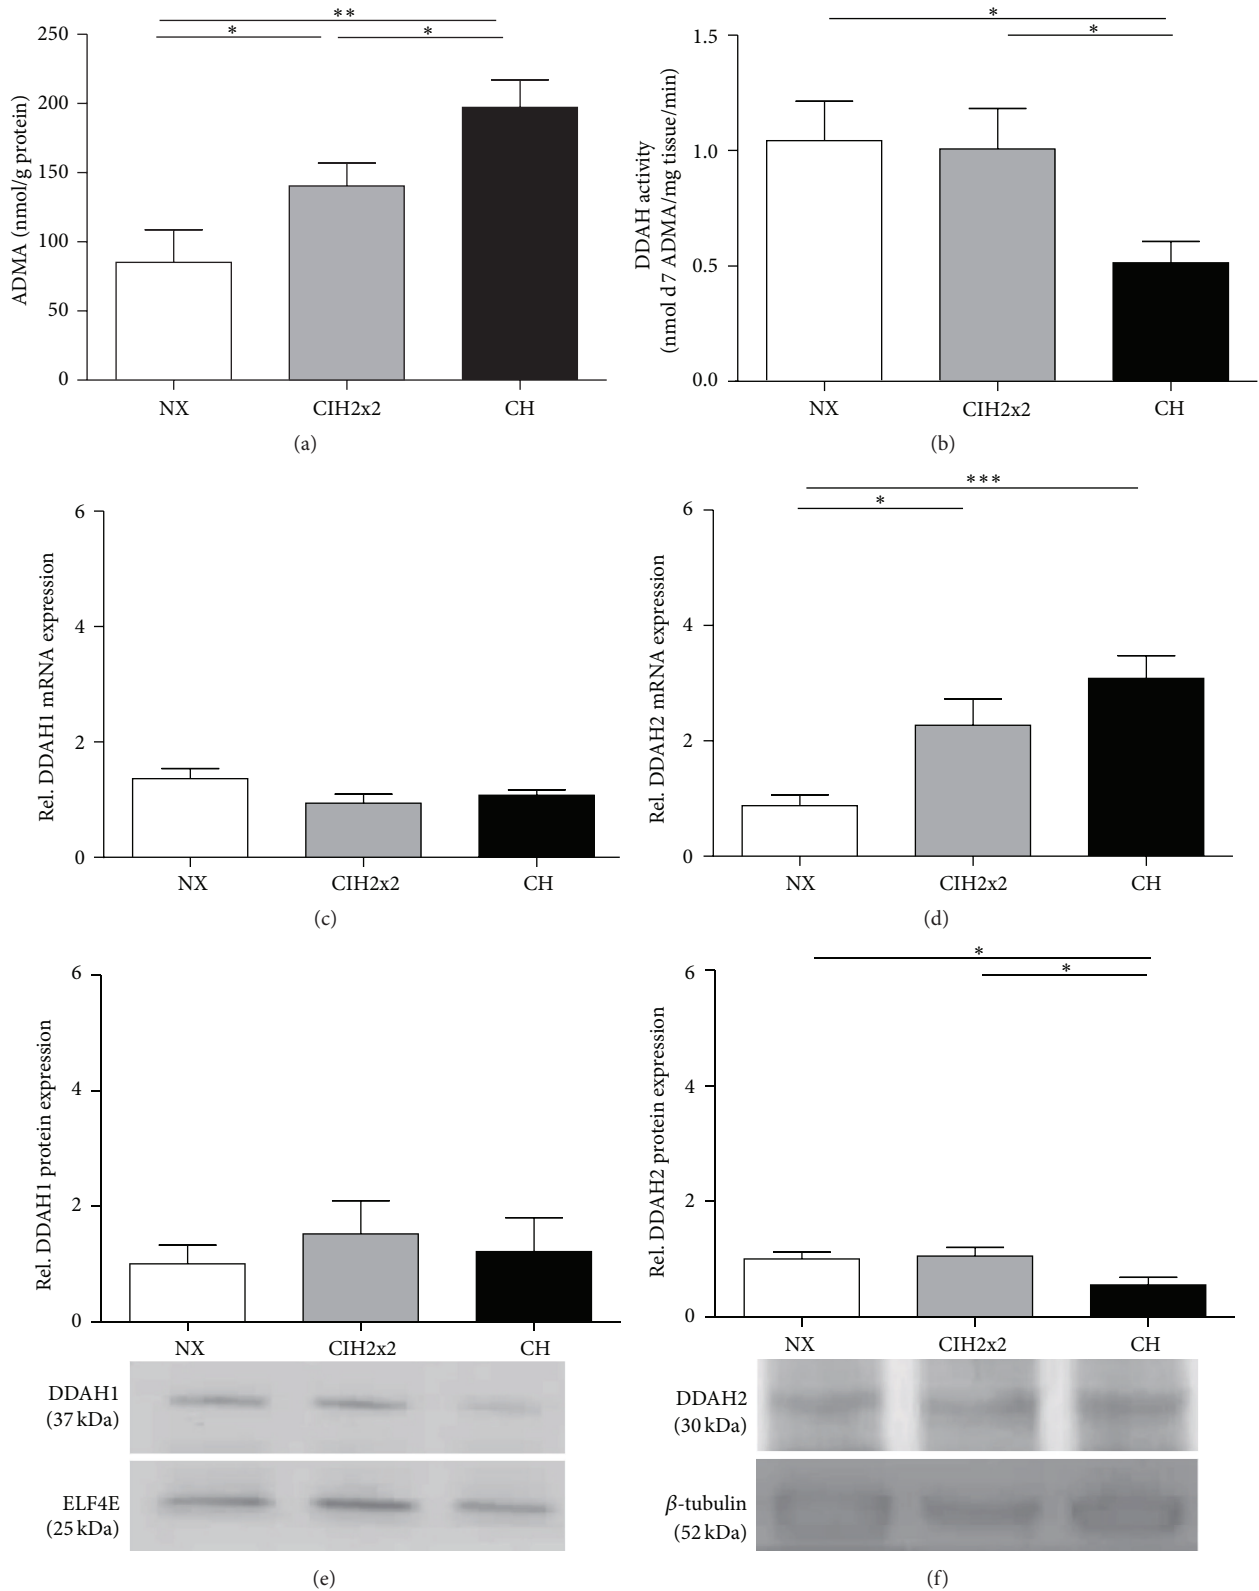 **
*
*
250
200
150
100
50
0
ADMA (nmol/g protein)
NX
CIH2x2
CH
(a)
*
*
1.5
1.0
0.5
0.0
DDAH activity
(nmol d7 ADMA/mg tissue/min)
NX
CIH2x2
CH
(b)
6
4
2
0
Rel. DDAH1 mRNA expression
NX
CIH2x2
CH
(c)
***
*
6
4
2
0
Rel. DDAH2 mRNA expression
NX
CIH2x2
CH
(d)
6
4
2
0
Rel. DDAH1 protein expression
NX
CIH2x2
CH
DDAH1
(37 kDa)
ELF4E
(25 kDa)
(e)
*
*
6
4
2
0
Rel. DDAH2 protein expression
NX
CIH2x2
CH
DDAH2
(30 kDa)
β-tubulin
(52 kDa)
(f)